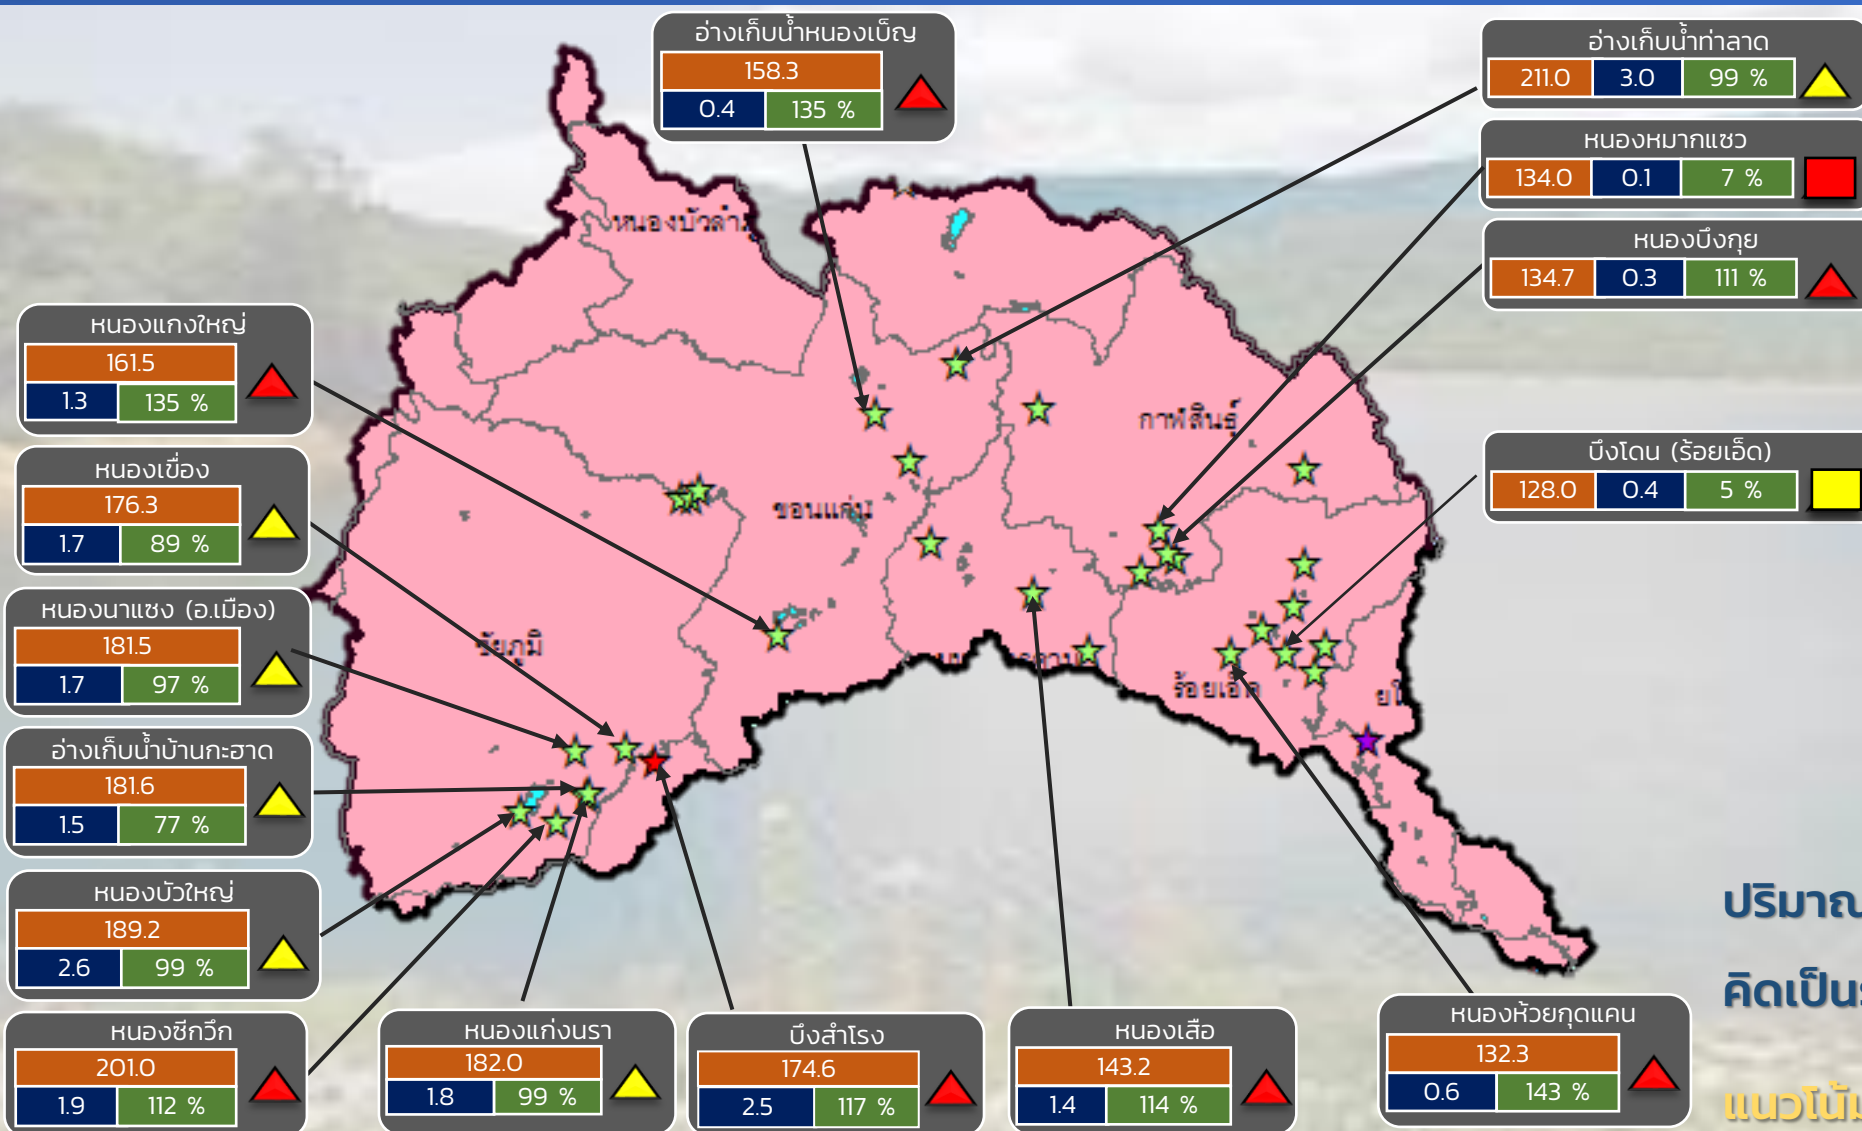 อ่างเก็บน้ำหนองเบ็ญ
158.3
0.4 135 %
อ่างเก็บน้ำท่าลาด
211.0 3.0 99 %
หนองหมากแซว
134.0 0.1 7 %
หนองบึงกุย
134.7 0.3 111 %
บึงโดน (ร้อยเอ็ด)
128.0 0.4 5 %
หนองแกงใหญ่
161.5
1.3 135 %
หนองเขื่อง
176.3
1.7 89 %
หนองนาแซง (อ.เมือง)
181.5
1.7 97 %
อ่างเก็บน้ำบ้านกะฮาด
181.6
1.5 77 %
หนองบัวใหญ่
189.2
2.6 99 %
หนองซีกวึก
201.0
1.9 112 %
หนองแก่งนรา
182.0
1.8 99 %
บึงสำโรง
174.6
2.5 117 %
หนองเสือ
143.2
1.4 114 %
หนองห้วยกุดแคน
132.3
0.6 143 %
หนองบัวลำภู
กาฬสินธุ์
ขอนแก่น
ชัยภูมิ
ร้อยเอ็ด
ปริมาณ
คิดเป็น
แนวโน้ม